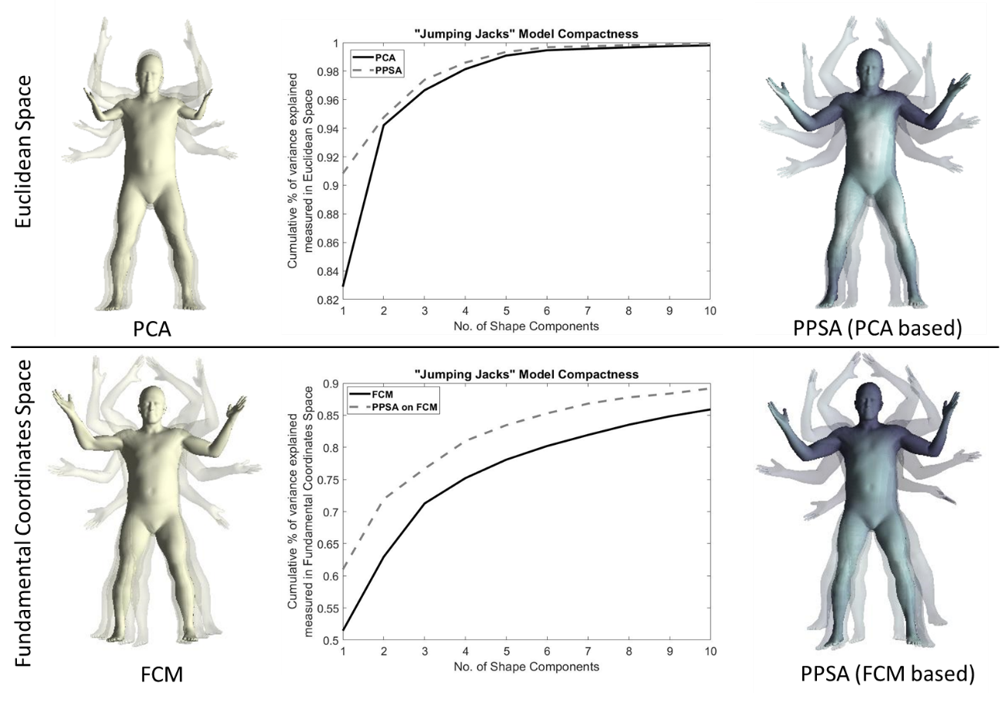 Euclidean Space
"Jumping Jacks" Model Compactness
Cumulative % of variance explained
measured in Euclidean Space
1
0.98
0.96
0.94
0.92
0.9
0.88
0.86
0.84
0.82
PCA
PPSA
1 2 3 4 5 6 7 8 9 10
No. of Shape Components
PCA
PPSA (PCA based)
Fundamental Coordinates Space
"Jumping Jacks" Model Compactness
Cumulative % of variance explained
measured in Fundamental Coordinates Space
0.9
0.85
0.8
0.75
0.7
0.65
0.6
0.55
0.5
FCM
PPSA on FCM
1 2 3 4 5 6 7 8 9 10
No. of Shape Components
FCM
PPSA (FCM based)